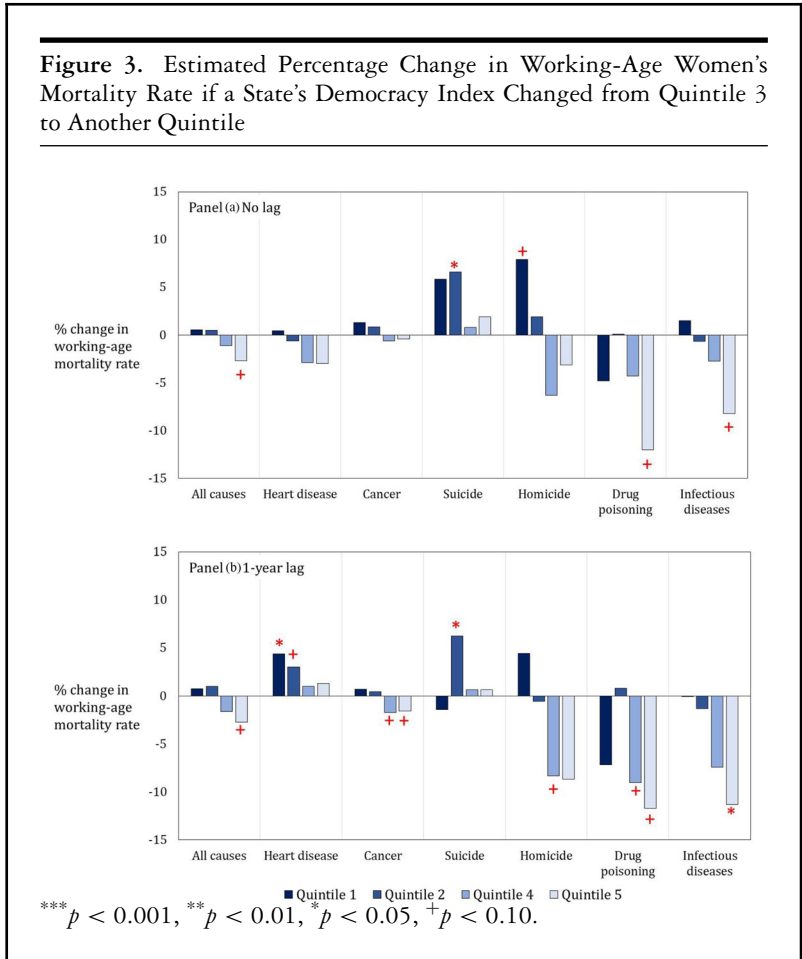 Figure 3. Estimated Percentage Change in Working-Age Women's
Mortality Rate if a State's Democracy Index Changed from Quintile 3
to Another Quintile
15
Panel (a) No lag
10
5
% change in
working-age
mortality rate
0
-5
-10
-15
*
+
+
+
+
All causes Heart disease Cancer Suicide Homicide Drug poisoning Infectious diseases
15
Panel (b) 1-year lag
10
5
% change in
working-age
mortality rate
0
-5
-10
-15
*
+
*
+
+ +
+
+
+
*
All causes Heart disease Cancer Suicide Homicide Drug poisoning Infectious diseases
Quintile 1 Quintile 2 Quintile 4 Quintile 5
***p < 0.001, **p < 0.01, *p < 0.05, +p < 0.10.